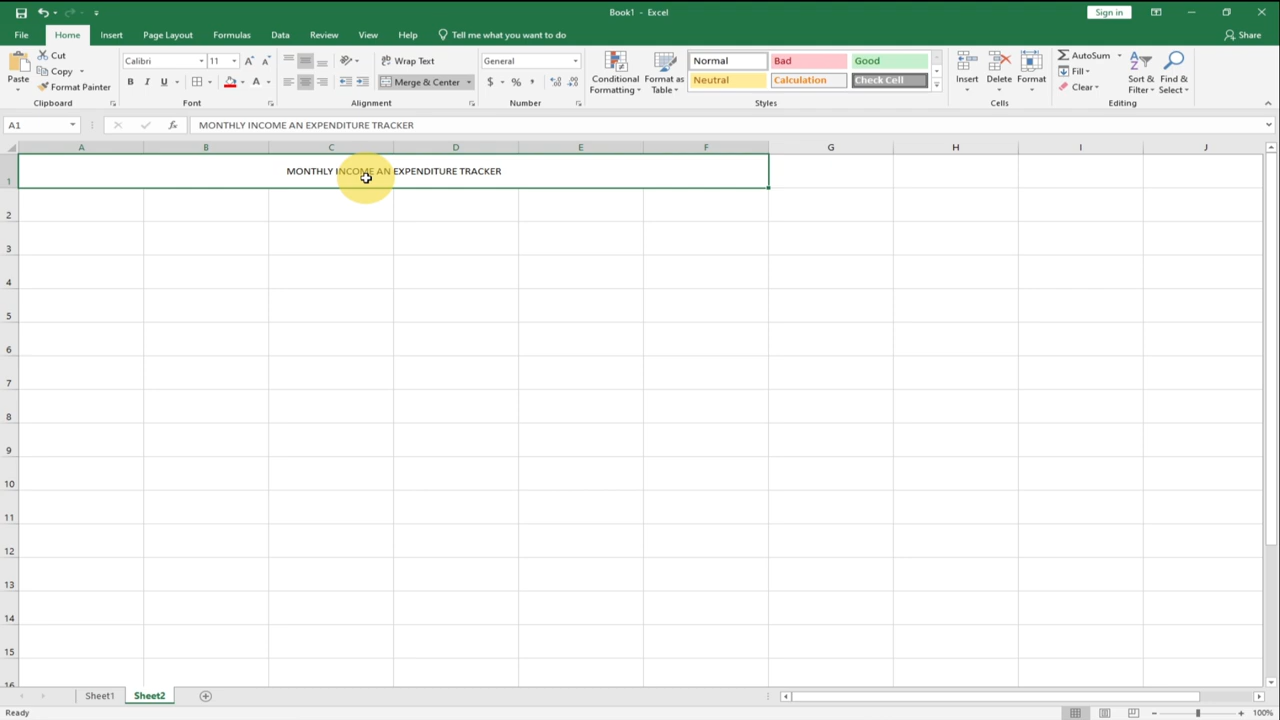 Book1 - Excel
Sign in
File Home Insert Page Layout Formulas Data Review View Help Tell me what you want to do Share
Cut
Copy
Format Painter
Paste
Clipboard
Calibri 11
B I U
Font
Wrap Text
Merge & Center
Alignment
General
$ % ,
Number
Conditional Formatting
Format as Table
Normal Bad Good
Neutral Calculation Check Cell
Styles
Insert Delete Format
Cells
AutoSum
Fill
Clear
Sort & Filter
Find & Select
Editing
A1 fx MONTHLY INCOME AN EXPENDITURE TRACKER
A B C D E F G H I J
1 MONTHLY INCOME AN EXPENDITURE TRACKER
2
3
4
5
6
7
8
9
10
11
12
13
14
15
16
Sheet1 Sheet2
Ready 100%